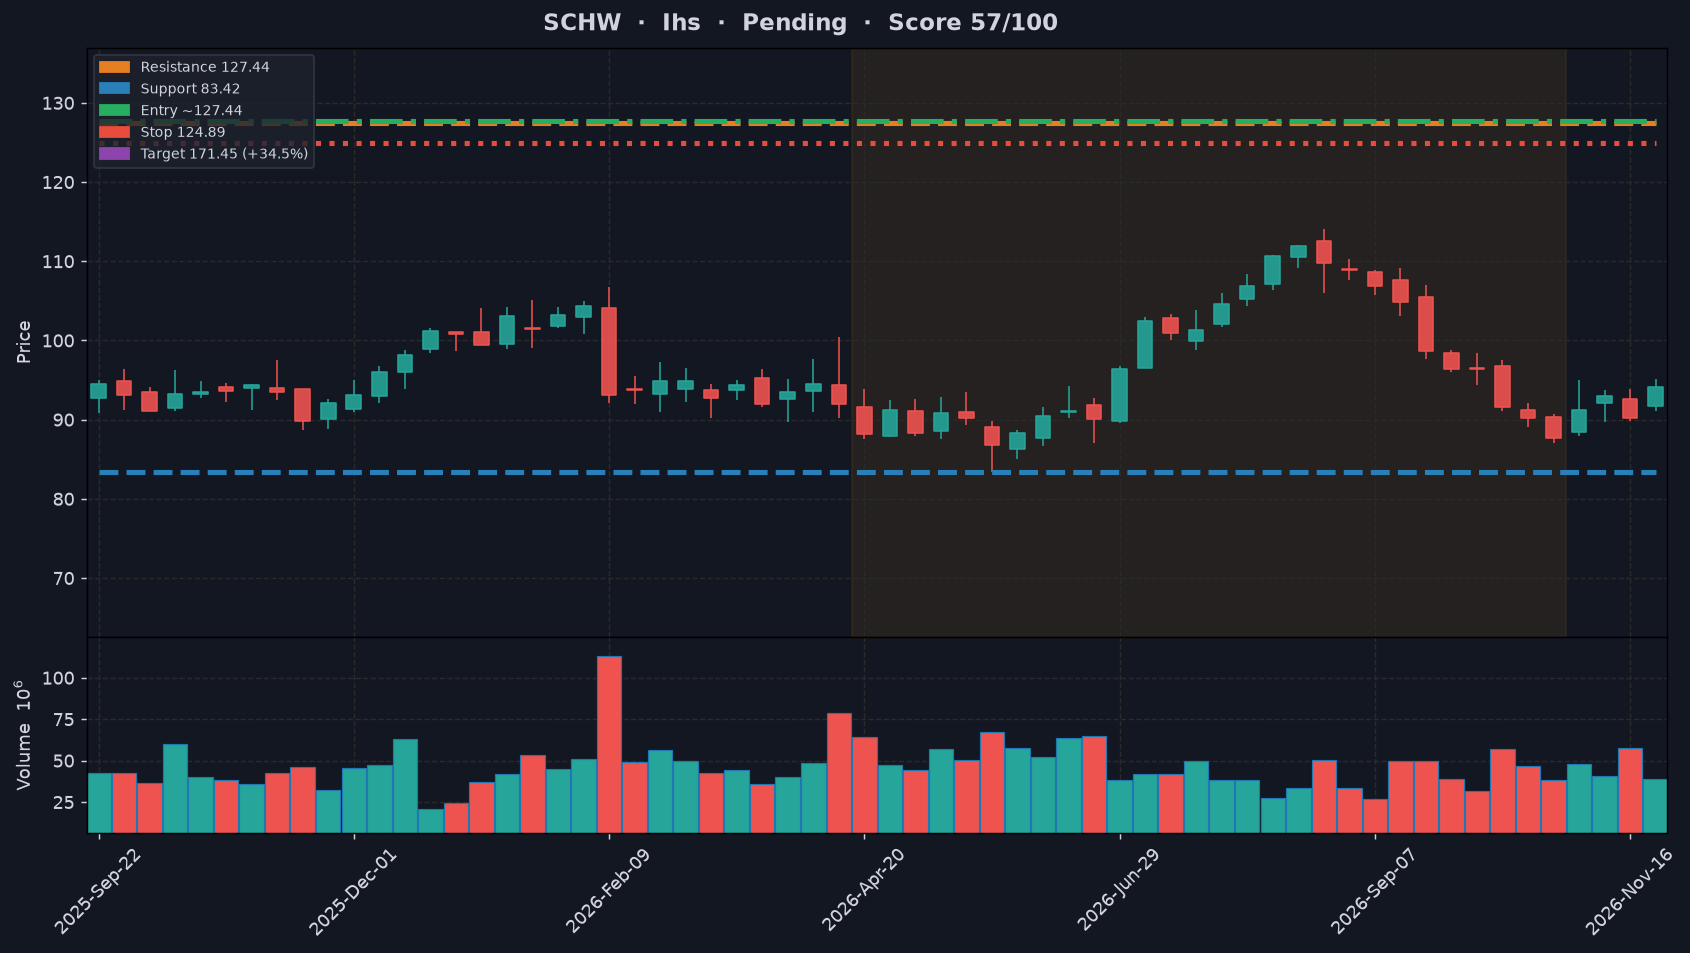 SCHW · Ihs · Pending · Score 57/100
Resistance 127.44
Support 83.42
Entry ~127.44
Stop 124.89
Target 171.45 (+34.5%)
Price
130
120
110
100
90
80
70
Volume 10⁶
100
75
50
25
2025-Sep-22
2025-Dec-01
2026-Feb-09
2026-Apr-20
2026-Jun-29
2026-Sep-07
2026-Nov-16